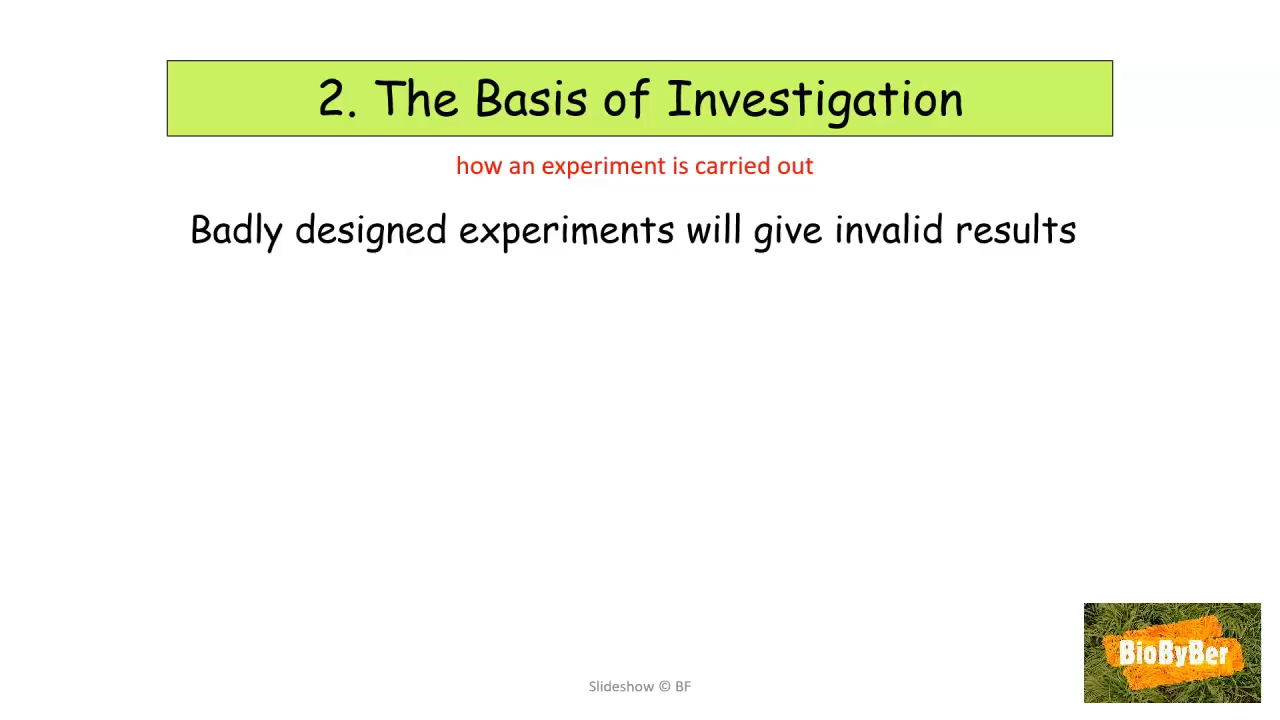 2. The Basis of Investigation
how an experiment is carried out
Badly designed experiments will give invalid results
BioByBer
Slideshow © BF